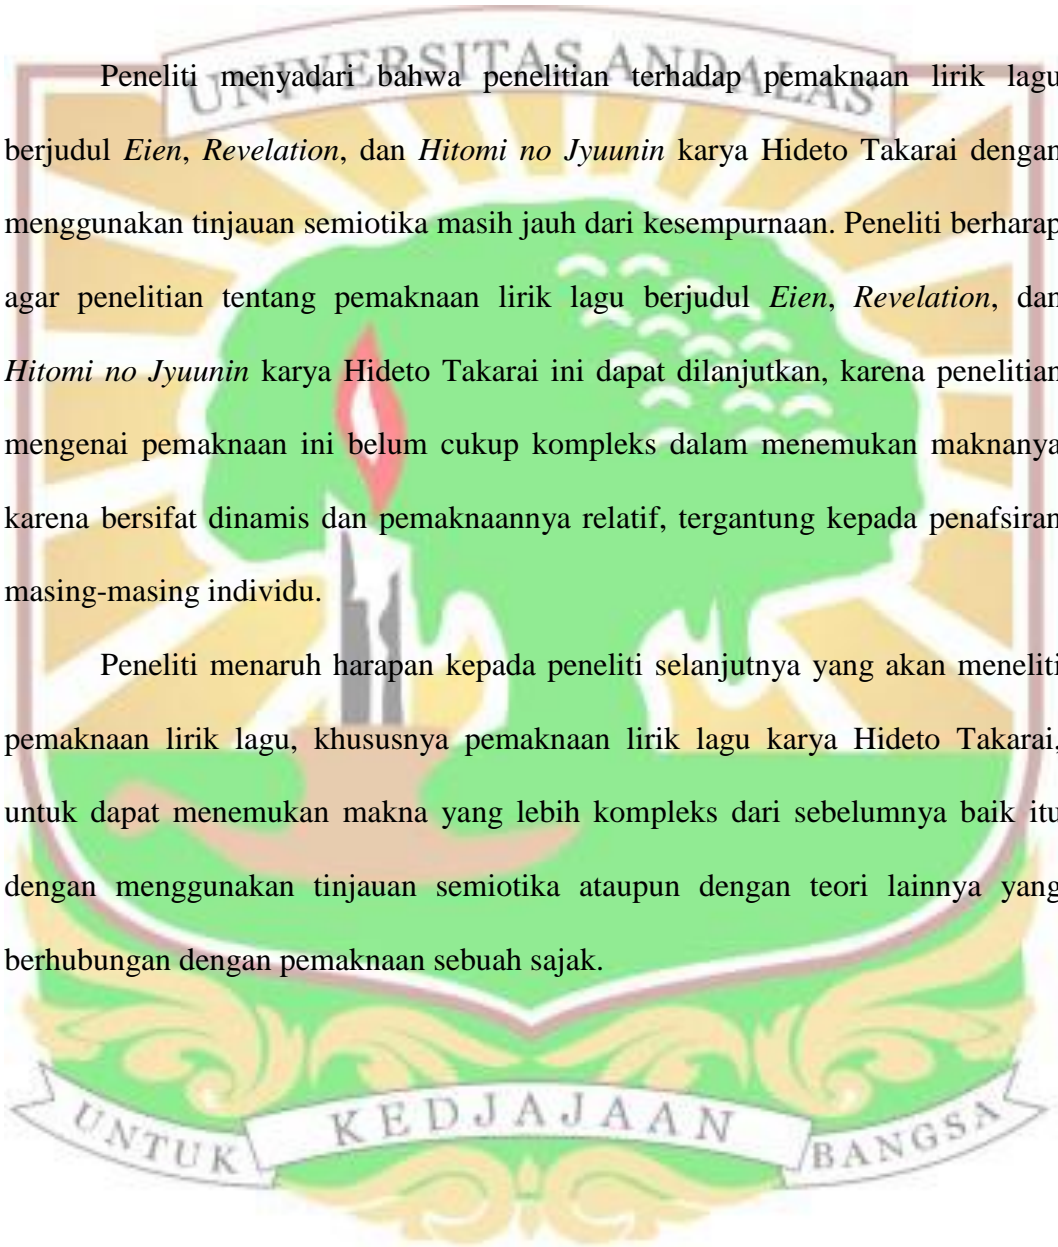 UNIVERSITAS ANDALAS
Peneliti menyadari bahwa penelitian terhadap pemaknaan lirik lagu
berjudul Eien, Revelation, dan Hitomi no Jyuunin karya Hideto Takarai dengan
menggunakan tinjauan semiotika masih jauh dari kesempurnaan. Peneliti berharap
agar penelitian tentang pemaknaan lirik lagu berjudul Eien, Revelation, dan
Hitomi no Jyuunin karya Hideto Takarai ini dapat dilanjutkan, karena penelitian
mengenai pemaknaan ini belum cukup kompleks dalam menemukan maknanya
karena bersifat dinamis dan pemaknaannya relatif, tergantung kepada penafsiran
masing-masing individu.
Peneliti menaruh harapan kepada peneliti selanjutnya yang akan meneliti
pemaknaan lirik lagu, khususnya pemaknaan lirik lagu karya Hideto Takarai,
untuk dapat menemukan makna yang lebih kompleks dari sebelumnya baik itu
dengan menggunakan tinjauan semiotika ataupun dengan teori lainnya yang
berhubungan dengan pemaknaan sebuah sajak.
UNTUK KEDJAJAAN BANGSA